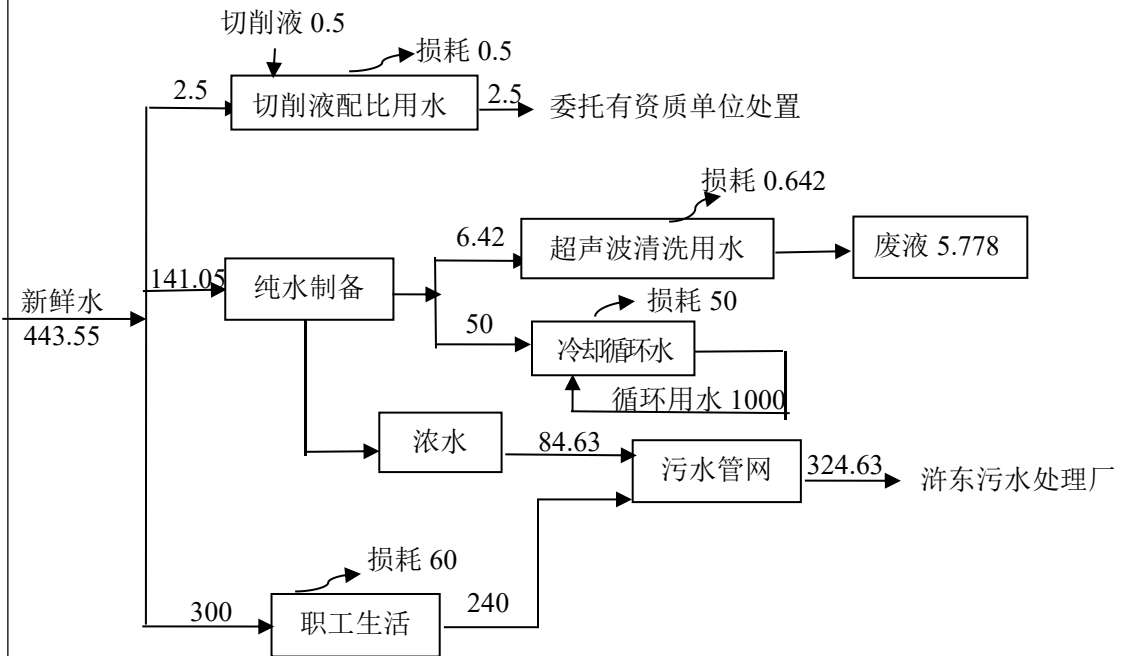 切削液 0.5
损耗 0.5
2.5
切削液配比用水
2.5
委托有资质单位处置
损耗 0.642
6.42
超声波清洗用水
废液 5.778
141.05
纯水制备
新鲜水
443.55
损耗 50
50
冷却循环水
循环用水 1000
浓水
84.63
污水管网
324.63
浒东污水处理厂
损耗 60
300
职工生活
240